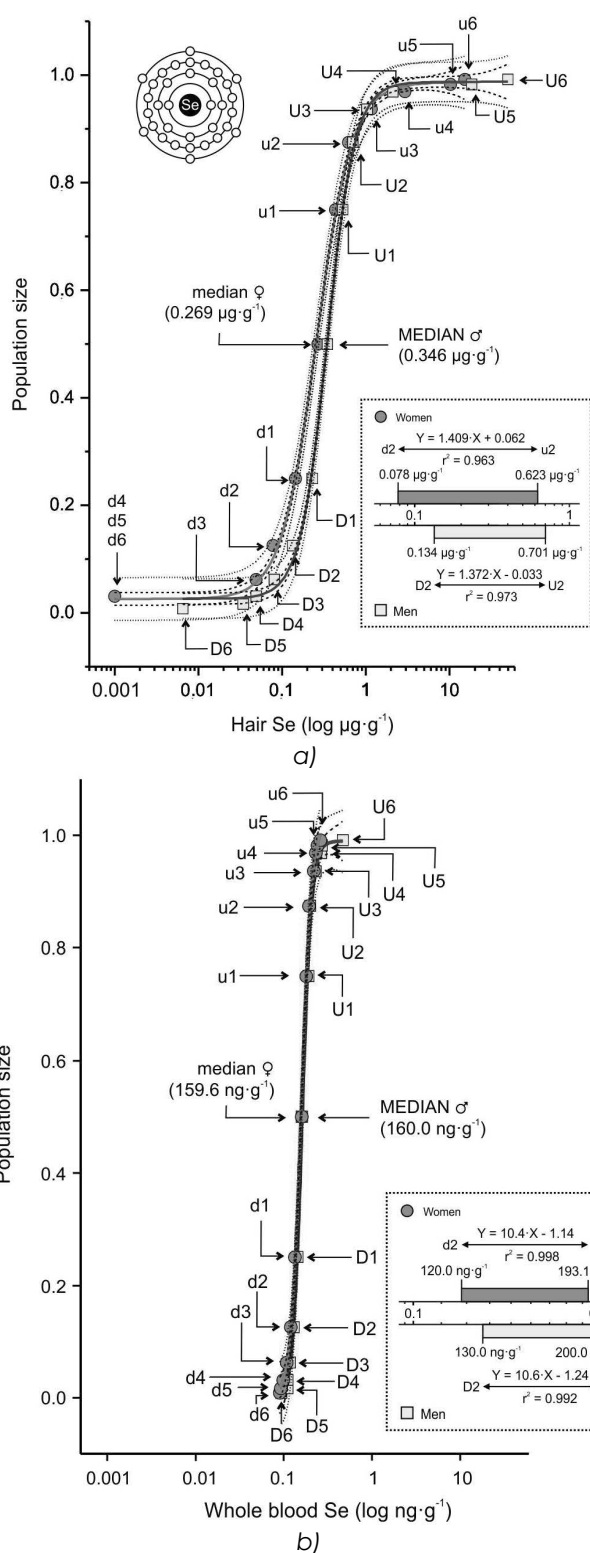 u6
u5
U4
1.0
Se
U6
U3
U5
u4
u3
u2
U2
0.8
u1
U1
Population size
0.6
median ♀
(0.269 µg·g⁻¹)
MEDIAN ♂
(0.346 µg·g⁻¹)
0.4
Women
d1
Y = 1.409·X + 0.062
d2
u2
r² = 0.963
0.078 µg·g⁻¹
0.623 µg·g⁻¹
0.1
1
0.134 µg·g⁻¹
0.701 µg·g⁻¹
Y = 1.372·X - 0.033
D2
U2
r² = 0.973
Men
d2
0.2
d4
d5
d6
d3
D1
D2
D3
D4
D5
D6
0.0
0.001
0.01
0.1
1
10
Hair Se (log µg·g⁻¹)
a)
u6
u5
U6
1.0
u4
U5
u3
U4
U3
u2
U2
0.8
u1
U1
Population size
0.6
median ♀
(159.6 ng·g⁻¹)
MEDIAN ♂
(160.0 ng·g⁻¹)
0.4
Women
Y = 10.4·X - 1.14
d2
r² = 0.998
120.0 ng·g⁻¹
193.1
0.1
130.0 ng·g⁻¹
200.0
Y = 10.6·X - 1.24
D2
r² = 0.992
Men
d1
D1
0.2
d2
D2
d3
D3
d4
D4
d5
D5
d6
D6
0.0
0.001
0.01
0.1
1
10
Whole blood Se (log ng·g⁻¹)
b)